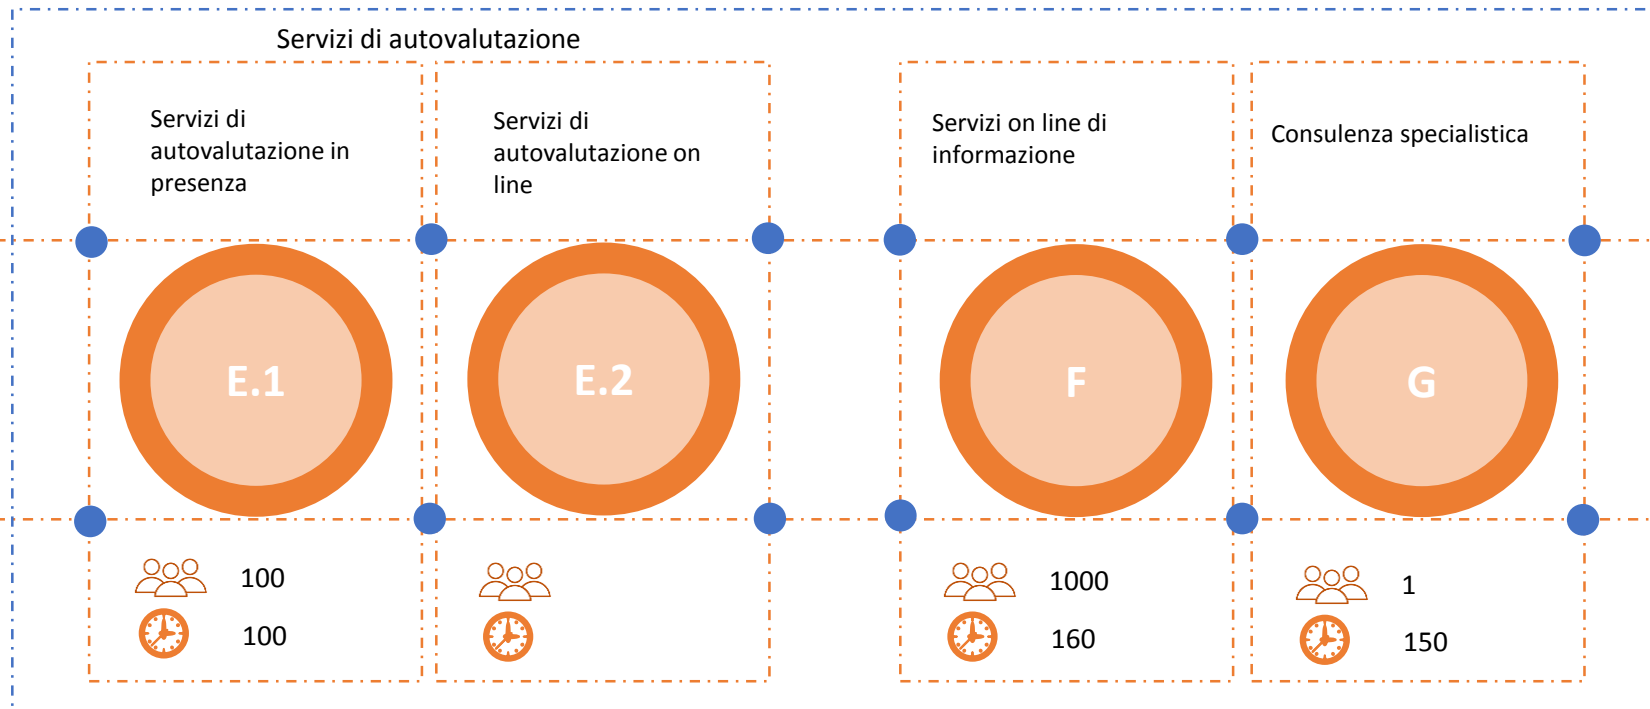 Servizi di autovalutazione
Servizi di
autovalutazione in
presenza
Servizi di
autovalutazione on
line
Servizi on line di
informazione
Consulenza specialistica
E.1
E.2
F
G
100
100
1000
160
1
150